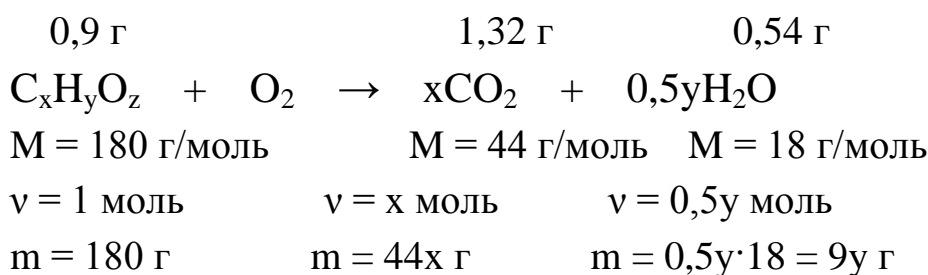 0,9 г 1,32 г 0,54 г
CₓHᵧO_z + O₂ → xCO₂ + 0,5yH₂O
M = 180 г/моль M = 44 г/моль M = 18 г/моль
ν = 1 моль ν = x моль ν = 0,5y моль
m = 180 г m = 44x г m = 0,5y·18 = 9y г